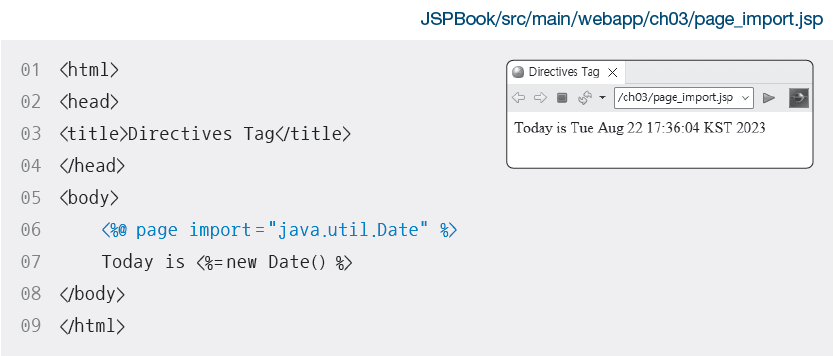 JSPBook/src/main/webapp/ch03/page_import.jsp
01 <html>
02 <head>
03 <title>Directives Tag</title>
04 </head>
05 <body>
06     <%@ page import="java.util.Date" %>
07     Today is <%=new Date() %>
08 </body>
09 </html>
Directives Tag
/ch03/page_import.jsp
Today is Tue Aug 22 17:36:04 KST 2023